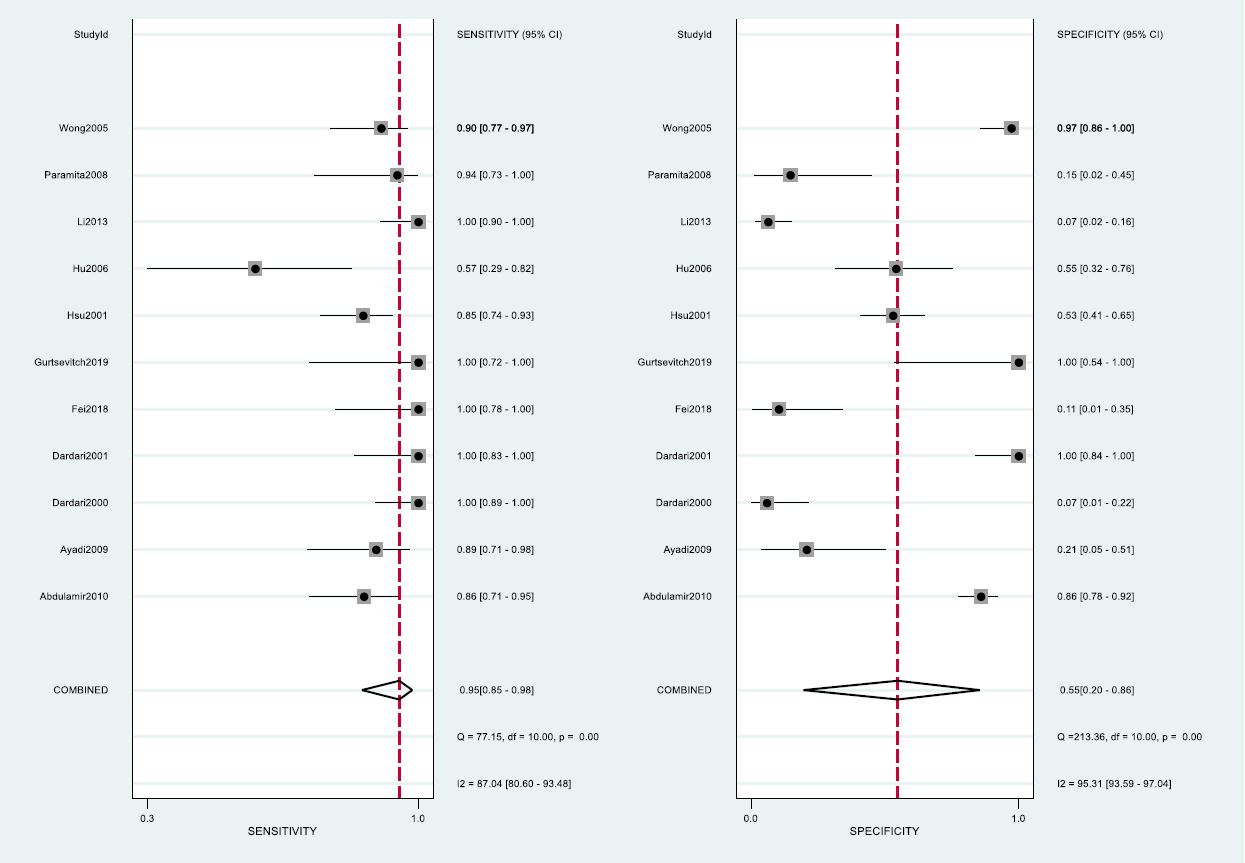 StudyId SENSITIVITY (95% CI)
Wong2005 0.90 [0.77 - 0.97]
Paramita2008 0.94 [0.73 - 1.00]
Li2013 1.00 [0.90 - 1.00]
Hu2006 0.57 [0.29 - 0.82]
Hsu2001 0.85 [0.74 - 0.93]
Gurtsevitch2019 1.00 [0.72 - 1.00]
Fei2018 1.00 [0.78 - 1.00]
Dardari2001 1.00 [0.83 - 1.00]
Dardari2000 1.00 [0.89 - 1.00]
Ayadi2009 0.89 [0.71 - 0.98]
Abdulamir2010 0.86 [0.71 - 0.95]
COMBINED 0.95[0.85 - 0.98]
Q = 77.15, df = 10.00, p = 0.00
I2 = 87.04 [80.60 - 93.48]
0.3 1.0
SENSITIVITY
StudyId SPECIFICITY (95% CI)
Wong2005 0.97 [0.86 - 1.00]
Paramita2008 0.15 [0.02 - 0.45]
Li2013 0.07 [0.02 - 0.16]
Hu2006 0.55 [0.32 - 0.76]
Hsu2001 0.53 [0.41 - 0.65]
Gurtsevitch2019 1.00 [0.54 - 1.00]
Fei2018 0.11 [0.01 - 0.35]
Dardari2001 1.00 [0.84 - 1.00]
Dardari2000 0.07 [0.01 - 0.22]
Ayadi2009 0.21 [0.05 - 0.51]
Abdulamir2010 0.86 [0.78 - 0.92]
COMBINED 0.55[0.20 - 0.86]
Q =213.36, df = 10.00, p = 0.00
I2 = 95.31 [93.59 - 97.04]
0.0 1.0
SPECIFICITY